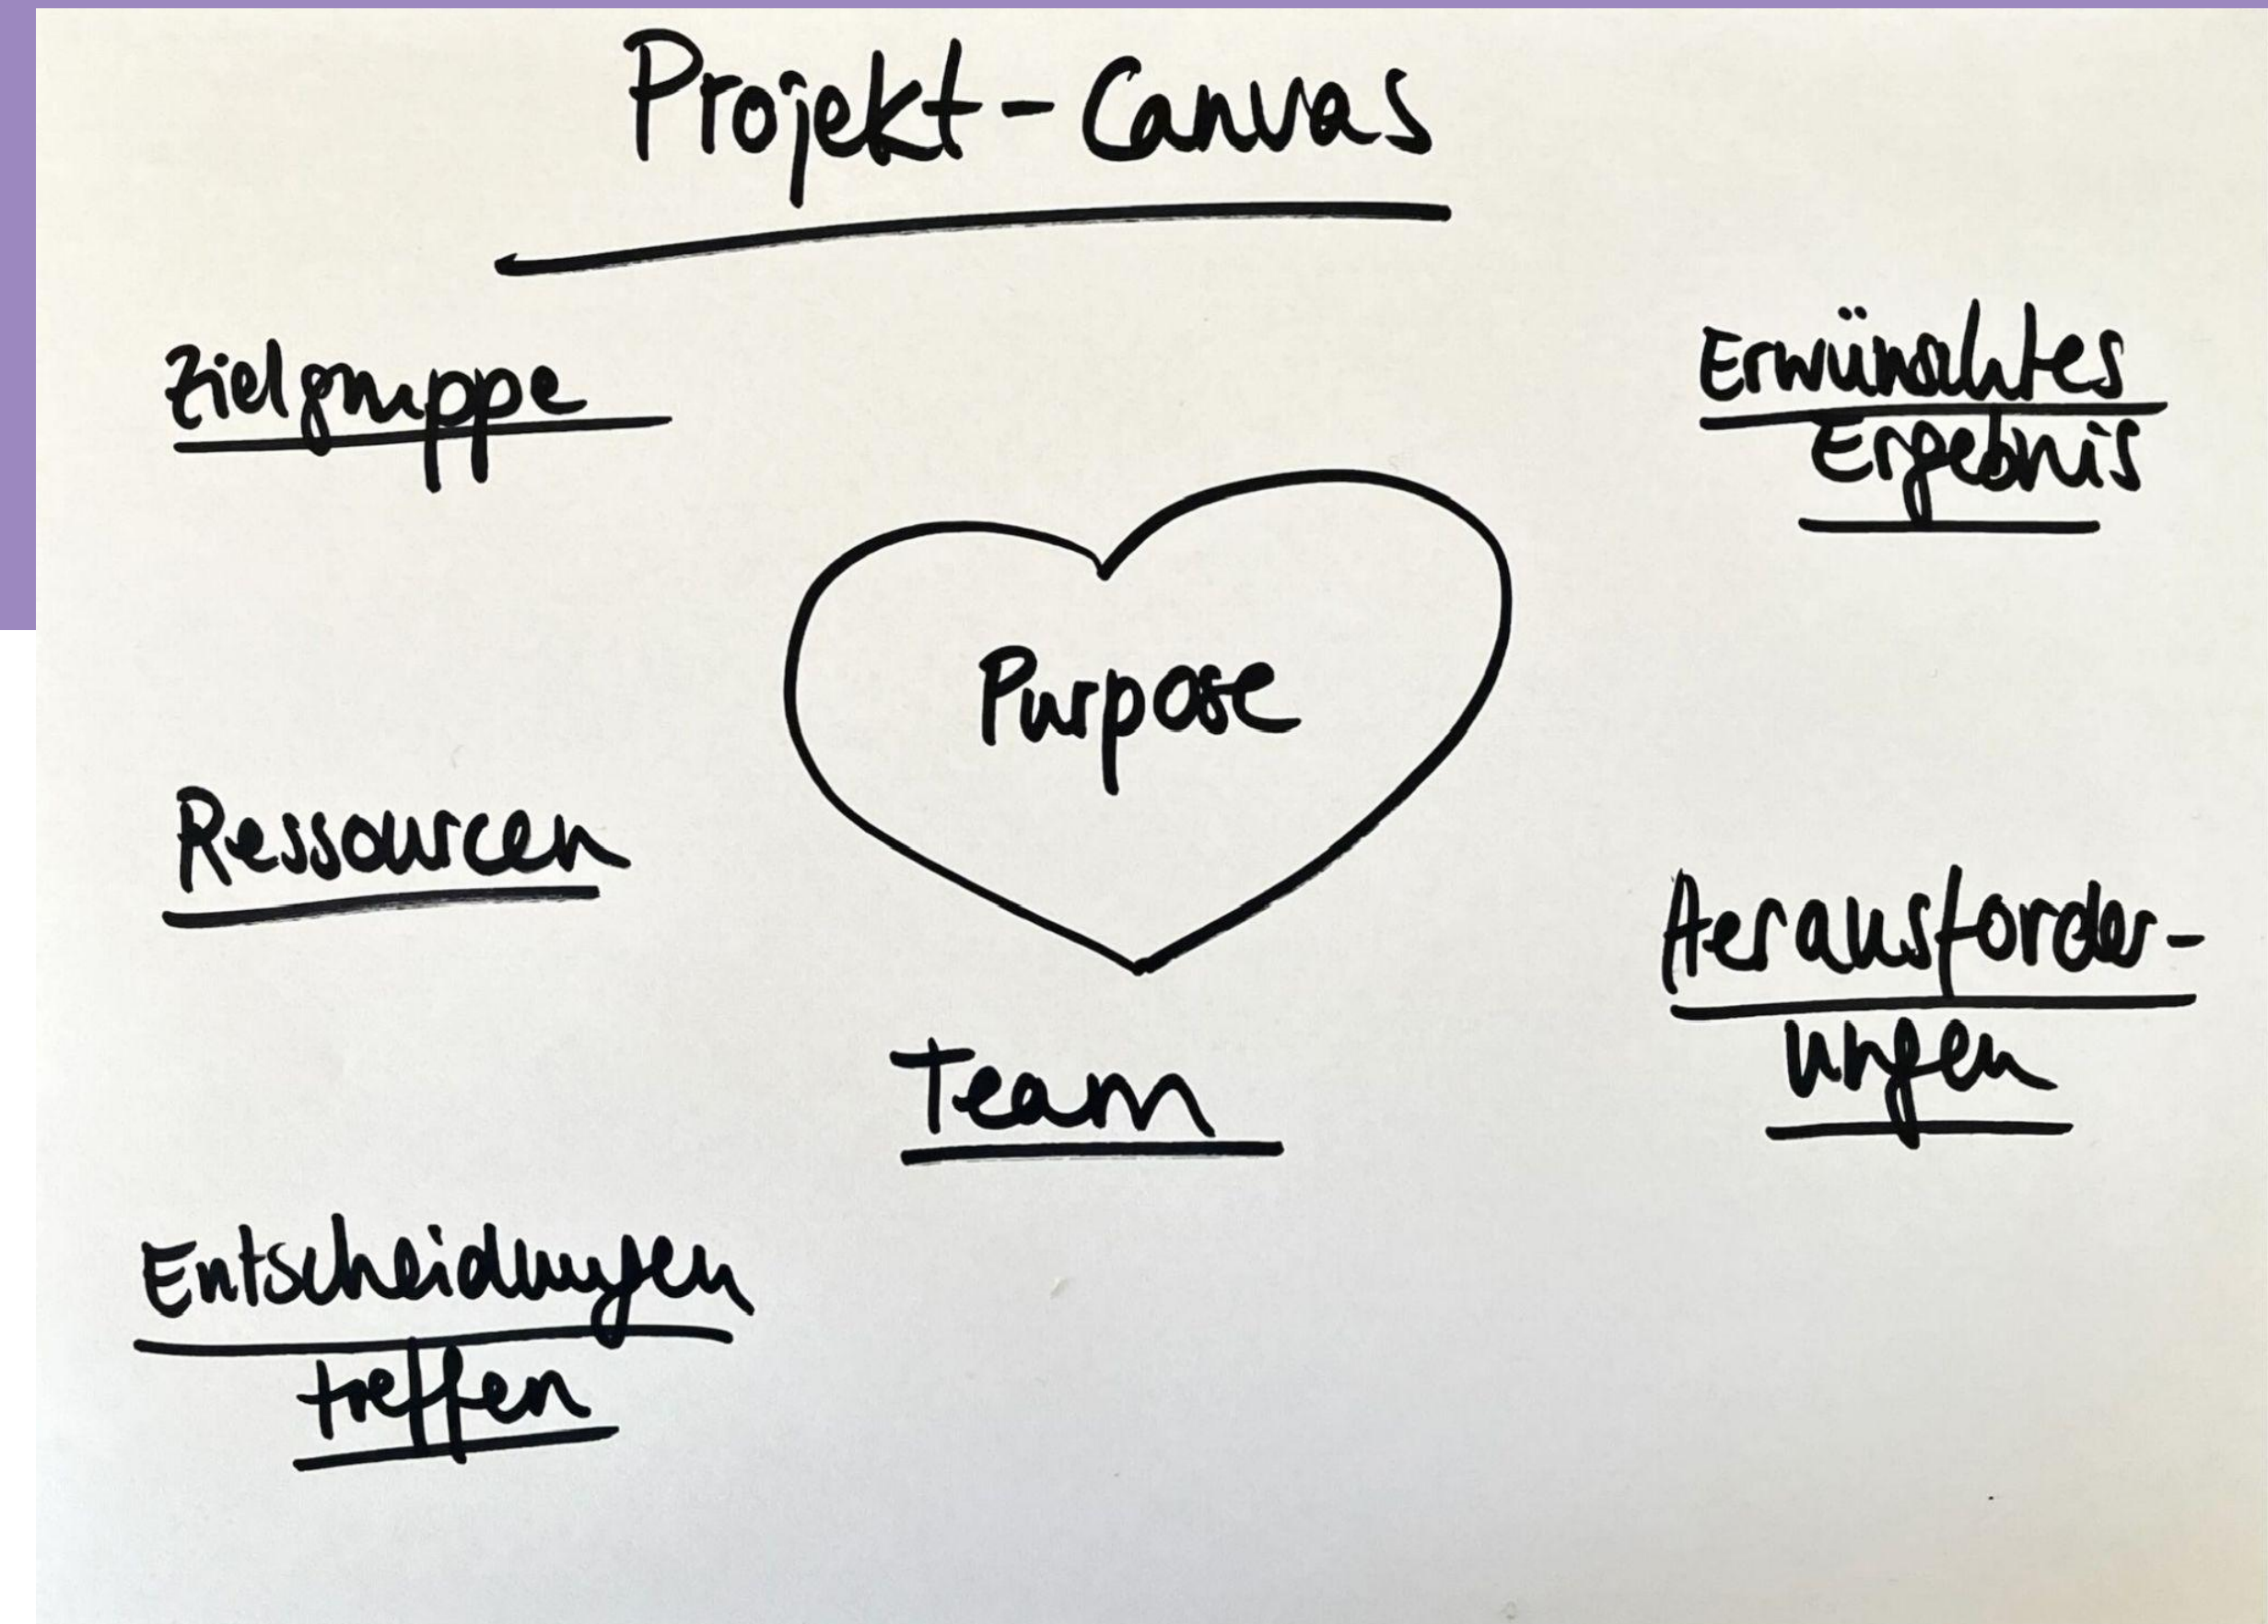 Projekt-Canvas
Zielgruppe
Erwünschtes
Ergebnis
Purpose
Ressourcen
Herausforder-
ungen
Team
Entscheidungen
treffen